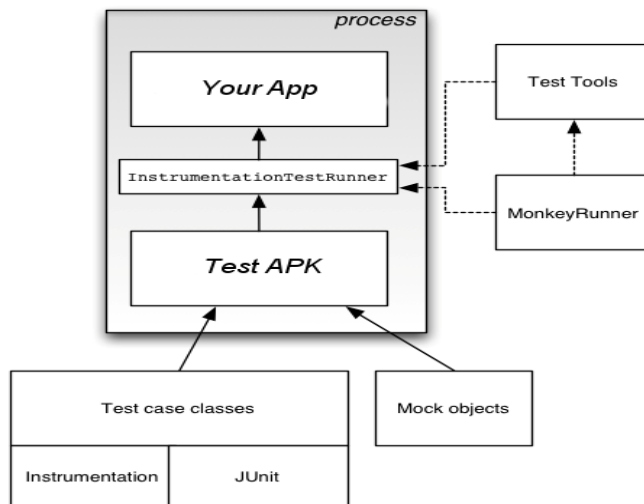 process
Your App
Test Tools
InstrumentationTestRunner
MonkeyRunner
Test APK
Test case classes
Mock objects
Instrumentation
JUnit